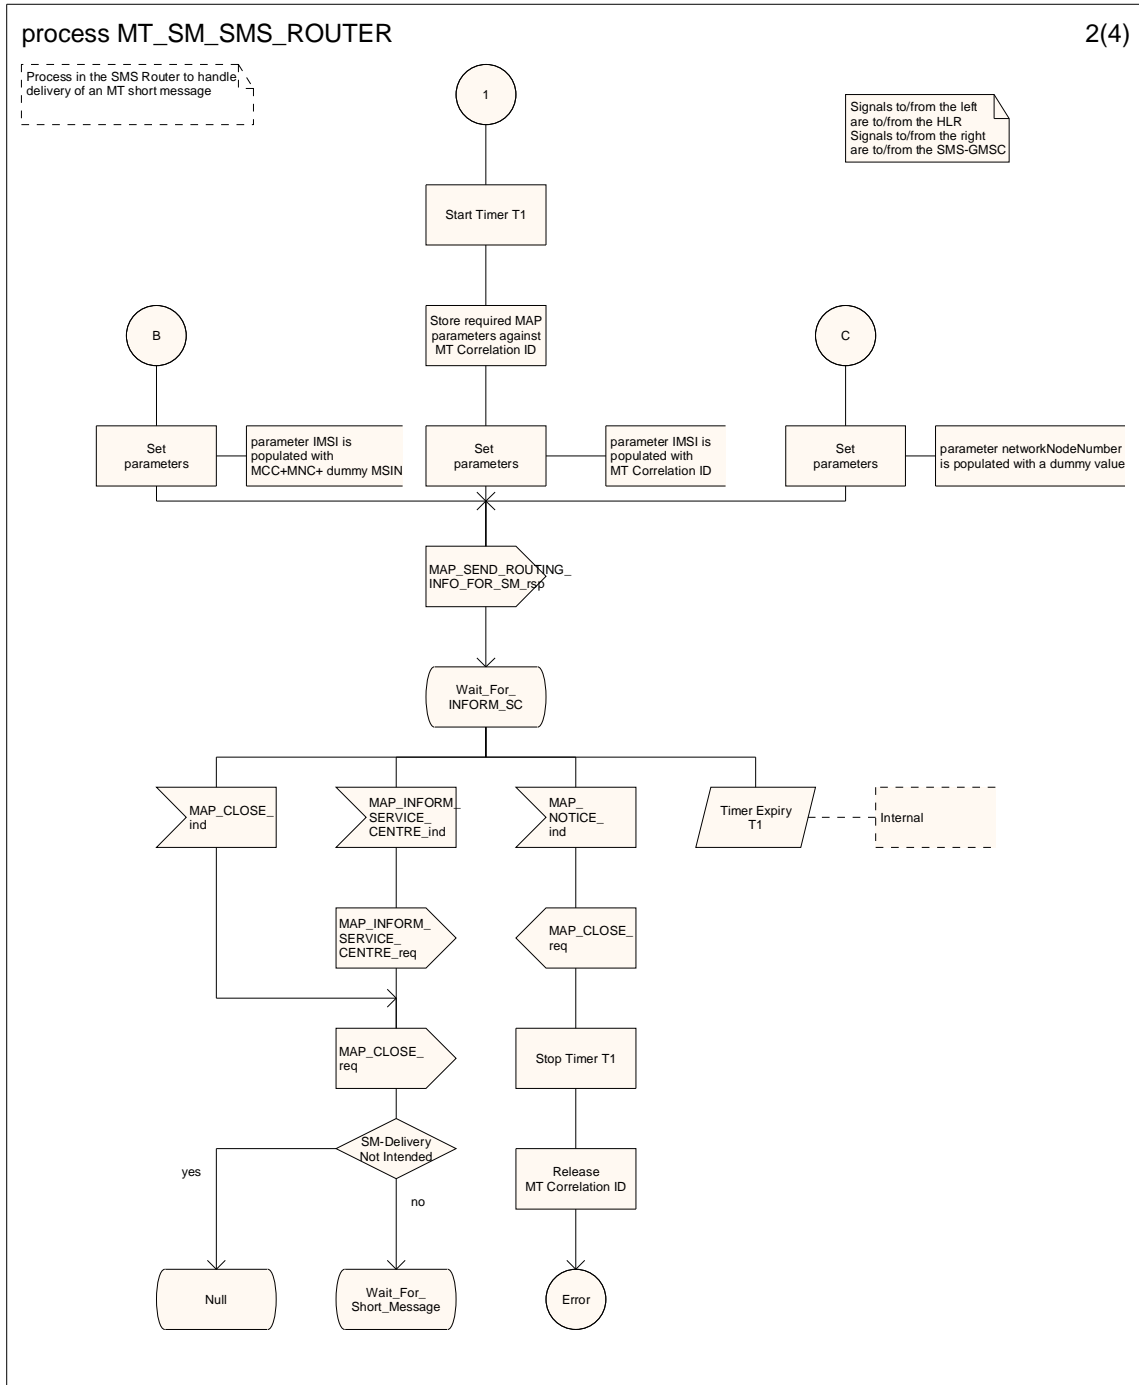 process MT_SM_SMS_ROUTER
2(4)
Process in the SMS Router to handle
delivery of an MT short message
1
Signals to/from the left
are to/from the HLR
Signals to/from the right
are to/from the SMS-GMSC
Start Timer T1
B
Store required MAP
parameters against
MT Correlation ID
C
Set
parameters
parameter IMSI is
populated with
MCC+MNC+ dummy MSIN
Set
parameters
parameter IMSI is
populated with
MT Correlation ID
Set
parameters
parameter networkNodeNumber
is populated with a dummy value
MAP_SEND_ROUTING_
INFO_FOR_SM_rsp
Wait_For_
INFORM_SC
MAP_CLOSE_
ind
MAP_INFORM_
SERVICE_
CENTRE_ind
MAP_
NOTICE_
ind
Timer Expiry
T1
Internal
MAP_INFORM_
SERVICE_
CENTRE_req
MAP_CLOSE_
req
MAP_CLOSE_
req
Stop Timer T1
SM-Delivery
Not Intended
yes
no
Release
MT Correlation ID
Null
Wait_For_
Short_Message
Error